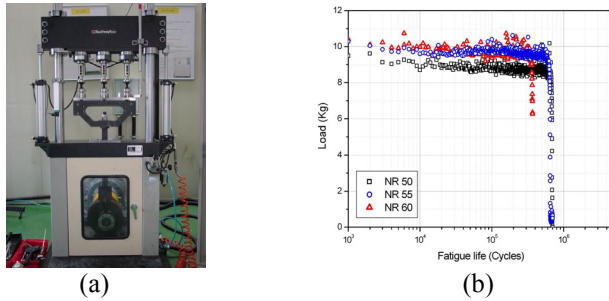 12
10
8
6
4
2
0
Load (Kg)
NR 50
NR 55
NR 60
10³ 10⁴ 10⁵ 10⁶
Fatigue life (Cycles)
(a) (b)